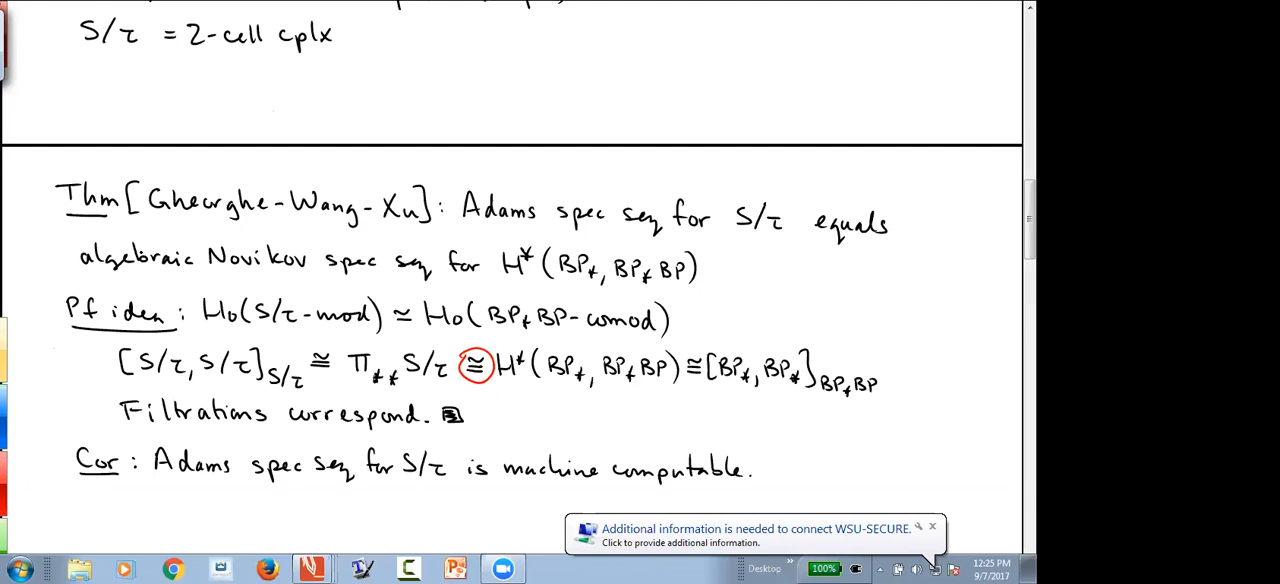 S/τ = 2-cell cplx
Thm [Gheorghe-Wang-Xu]: Adams spec seq for S/τ equals
algebraic Novikov spec seq for H*(BP*, BP*BP)
Pf idea: Ho(S/τ-mod) ≃ Ho(BP*BP-comod)
[S/τ, S/τ]_{S/τ} ≅ π_{**} S/τ ≅ H*(BP*, BP*BP) ≅ [BP*, BP*]_{BP*BP}
Filtrations correspond.
Cor: Adams spec seq for S/τ is machine computable.
Additional information is needed to connect WSU-SECURE.
Click to provide additional information.
Desktop » 100% 12:25 PM
9/7/2017